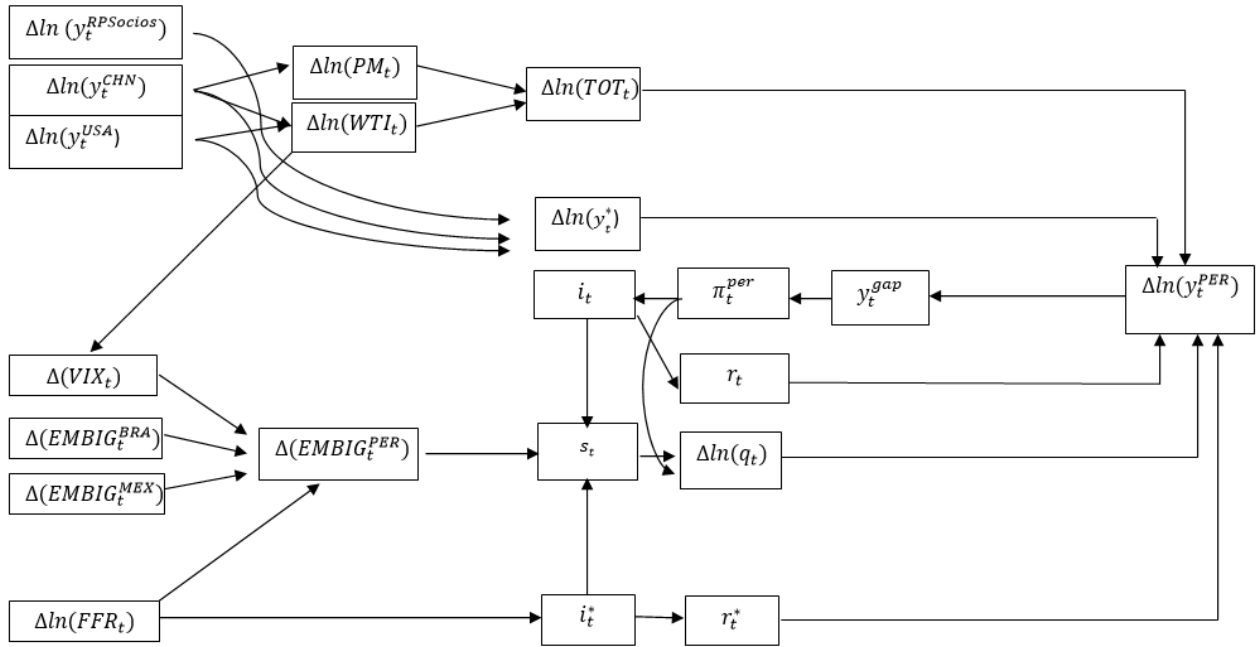 Δln (y_t^{RPSocios})
Δln(y_t^{CHN})
Δln(y_t^{USA})
Δln(PM_t)
Δln(WTI_t)
Δln(TOT_t)
Δln(y_t^*)
i_t
π_t^{per}
y_t^{gap}
Δln(y_t^{PER})
Δ(VIX_t)
r_t
Δ(EMBIG_t^{BRA})
Δ(EMBIG_t^{PER})
s_t
Δln(q_t)
Δ(EMBIG_t^{MEX})
Δln(FFR_t)
i_t^*
r_t^*